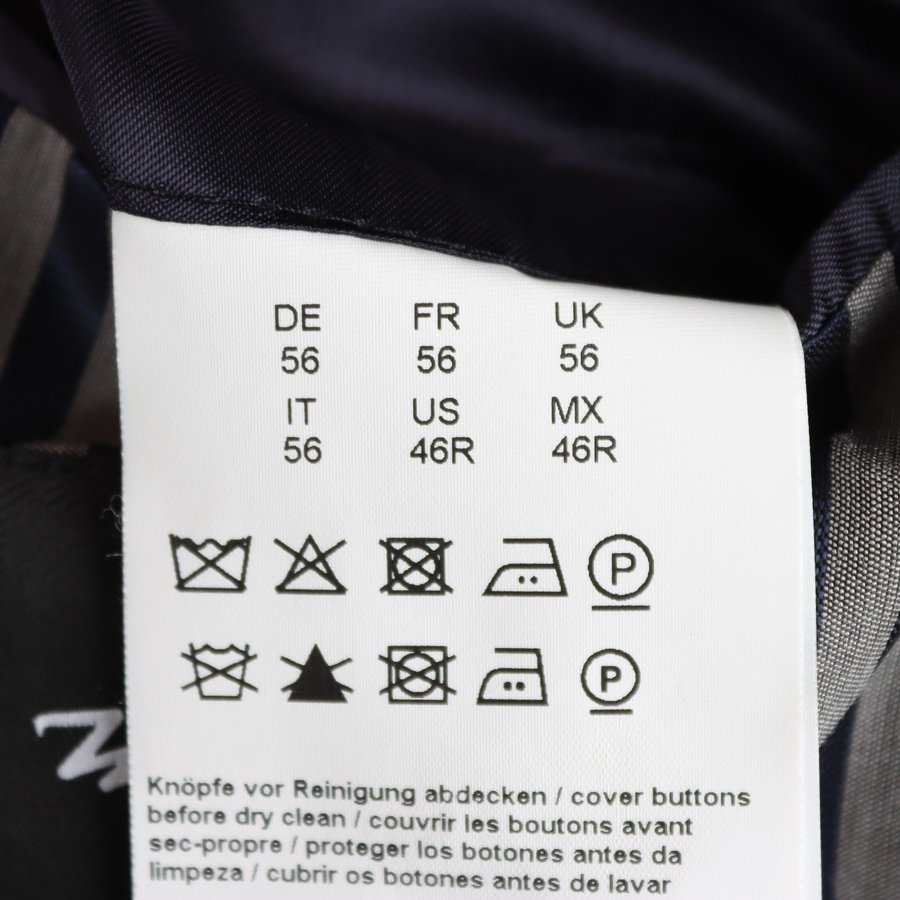 DE FR UK
56 56 56
IT US MX
56 46R 46R
P
P
Knöpfe vor Reinigung abdecken / cover buttons
before dry clean / couvrir les boutons avant
sec-propre / proteger los botones antes da
limpeza / cubrir os botones antes de lavar